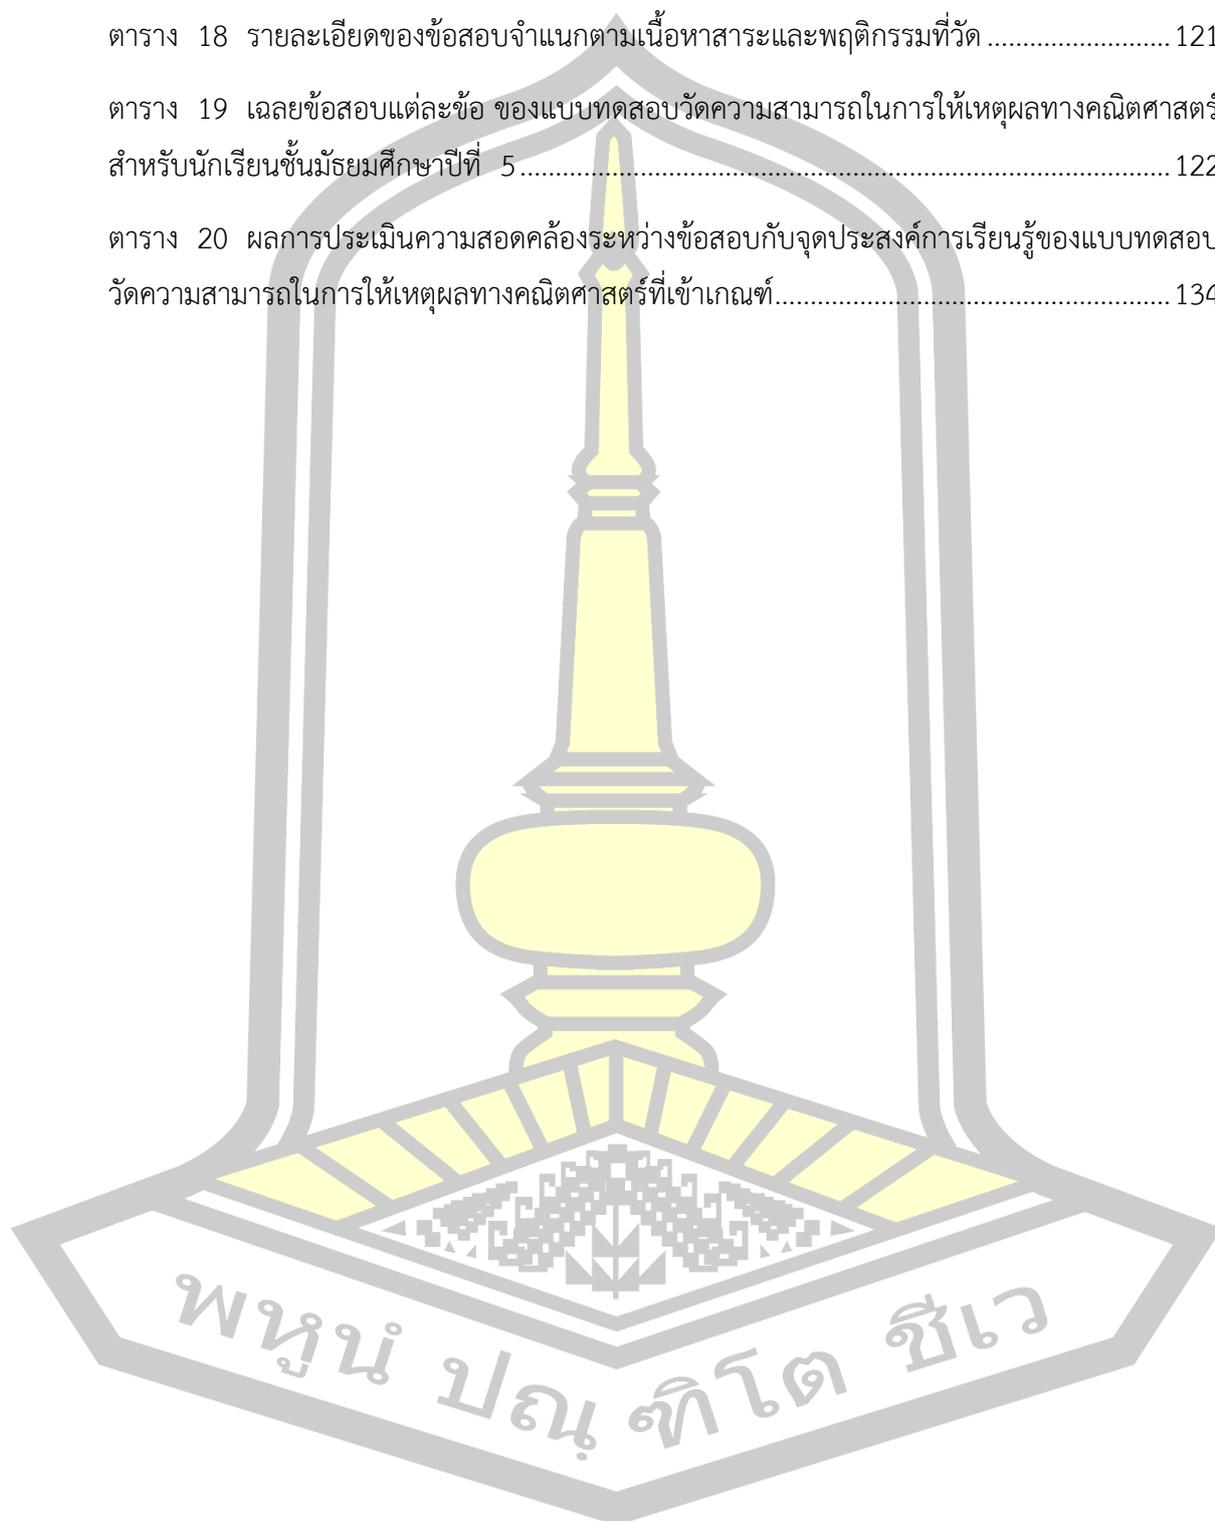 ตาราง 18 รายละเอียดของข้อสอบจำแนกตามเนื้อหาสาระและพฤติกรรมที่วัด .......................... 121
ตาราง 19 เฉลยข้อสอบแต่ละข้อ ของแบบทดสอบวัดความสามารถในการให้เหตุผลทางคณิตศาสตร์
สำหรับนักเรียนชั้นมัธยมศึกษาปีที่ 5 ............................................................................................. 122
ตาราง 20 ผลการประเมินความสอดคล้องระหว่างข้อสอบกับจุดประสงค์การเรียนรู้ของแบบทดสอบ
วัดความสามารถในการให้เหตุผลทางคณิตศาสตร์ที่เข้าเกณฑ์ ......................................................... 134
พหูนํ ปณฺฑิโต ชีเว